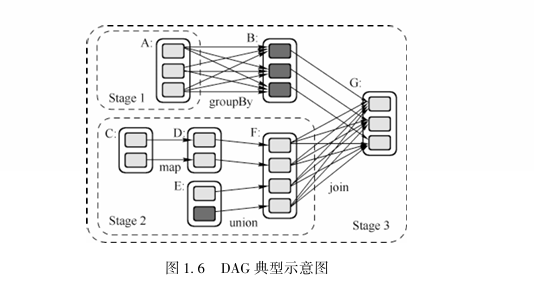 A:
B:
G:
Stage 1
groupBy
C:
D:
F:
map
E:
join
Stage 2
union
Stage 3
图 1.6 DAG 典型示意图